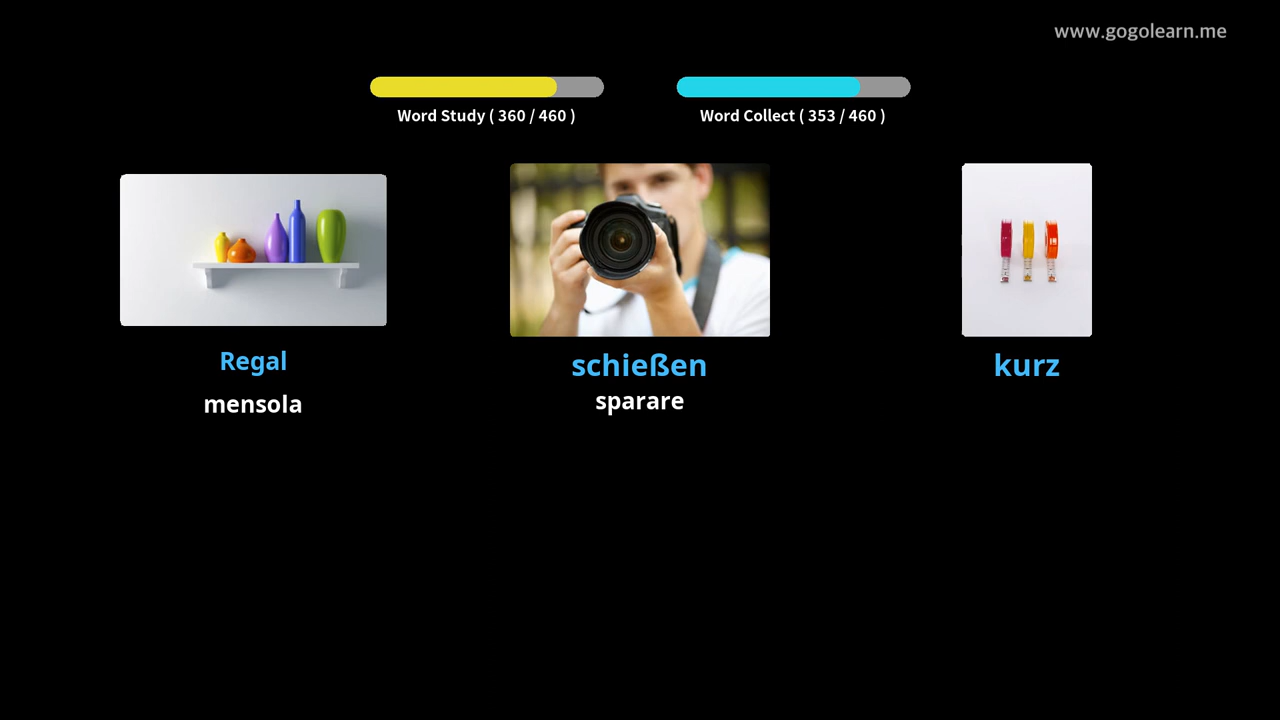 www.gogolearn.me
Word Study ( 360 / 460 )
Word Collect ( 353 / 460 )
Regal
mensola
schießen
sparare
kurz